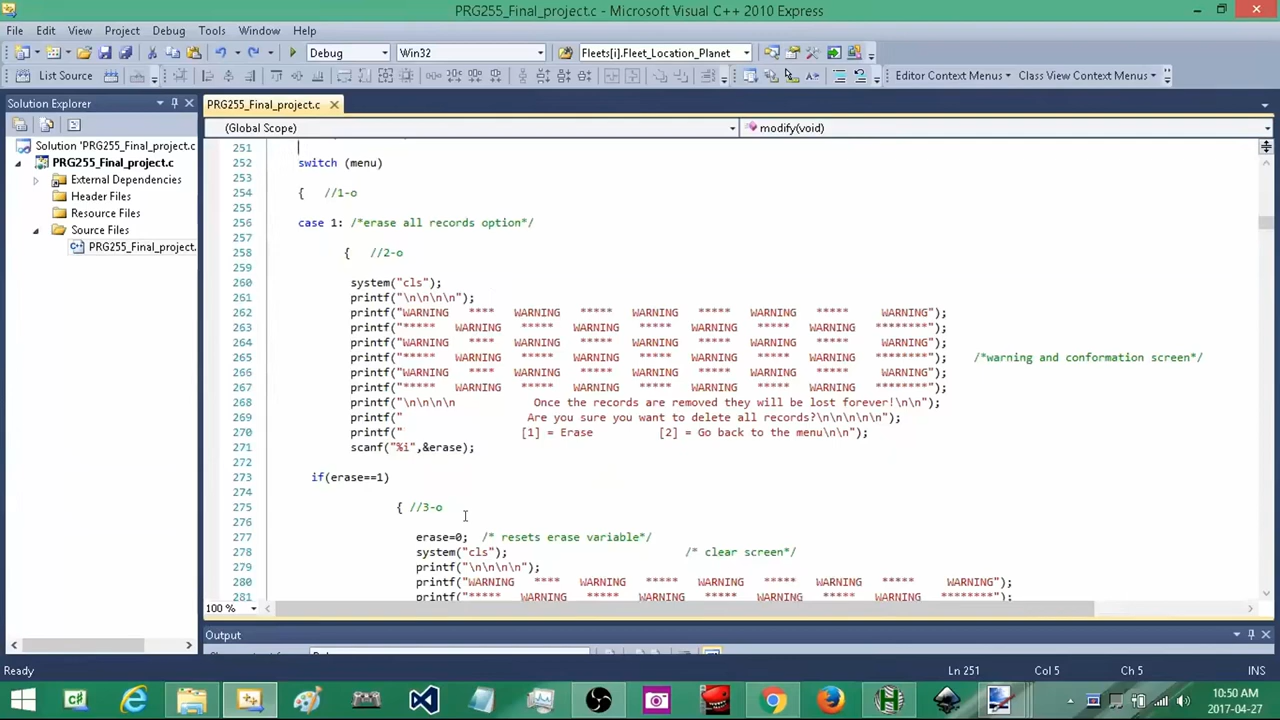 PRG255_Final_project.c - Microsoft Visual C++ 2010 Express
File Edit View Project Debug Tools Window Help
Debug Win32 Fleets[i].Fleet_Location_Planet
List Source Editor Context Menus Class View Context Menus
Solution Explorer
PRG255_Final_project.c
(Global Scope) modify(void)
Solution 'PRG255_Final_project.c
PRG255_Final_project.c
External Dependencies
Header Files
Resource Files
Source Files
PRG255_Final_project.
251
252 switch (menu)
253
254 { //1-o
255
256 case 1: /*erase all records option*/
257
258 { //2-o
259
260 system("cls");
261 printf("\n\n\n\n");
262 printf("WARNING **** WARNING ***** WARNING ***** WARNING ***** WARNING");
263 printf("***** WARNING ***** WARNING ***** WARNING ***** WARNING ********");
264 printf("WARNING **** WARNING ***** WARNING ***** WARNING ***** WARNING");
265 printf("***** WARNING ***** WARNING ***** WARNING ***** WARNING ********"); /*warning and conformation screen*/
266 printf("WARNING **** WARNING ***** WARNING ***** WARNING ***** WARNING");
267 printf("***** WARNING ***** WARNING ***** WARNING ***** WARNING ********");
268 printf("\n\n\n\n Once the records are removed they will be lost forever!\n\n");
269 printf(" Are you sure you want to delete all records?\n\n\n\n\n");
270 printf(" [1] = Erase [2] = Go back to the menu\n\n");
271 scanf("%i",&erase);
272
273 if(erase==1)
274
275 { //3-o
276
277 erase=0; /* resets erase variable*/
278 system("cls"); /* clear screen*/
279 printf("\n\n\n\n");
280 printf("WARNING **** WARNING ***** WARNING ***** WARNING ***** WARNING");
281 printf("***** WARNING ***** WARNING ***** WARNING ***** WARNING ********");
100 %
Output
Ready Ln 251 Col 5 Ch 5 INS
10:50 AM
2017-04-27